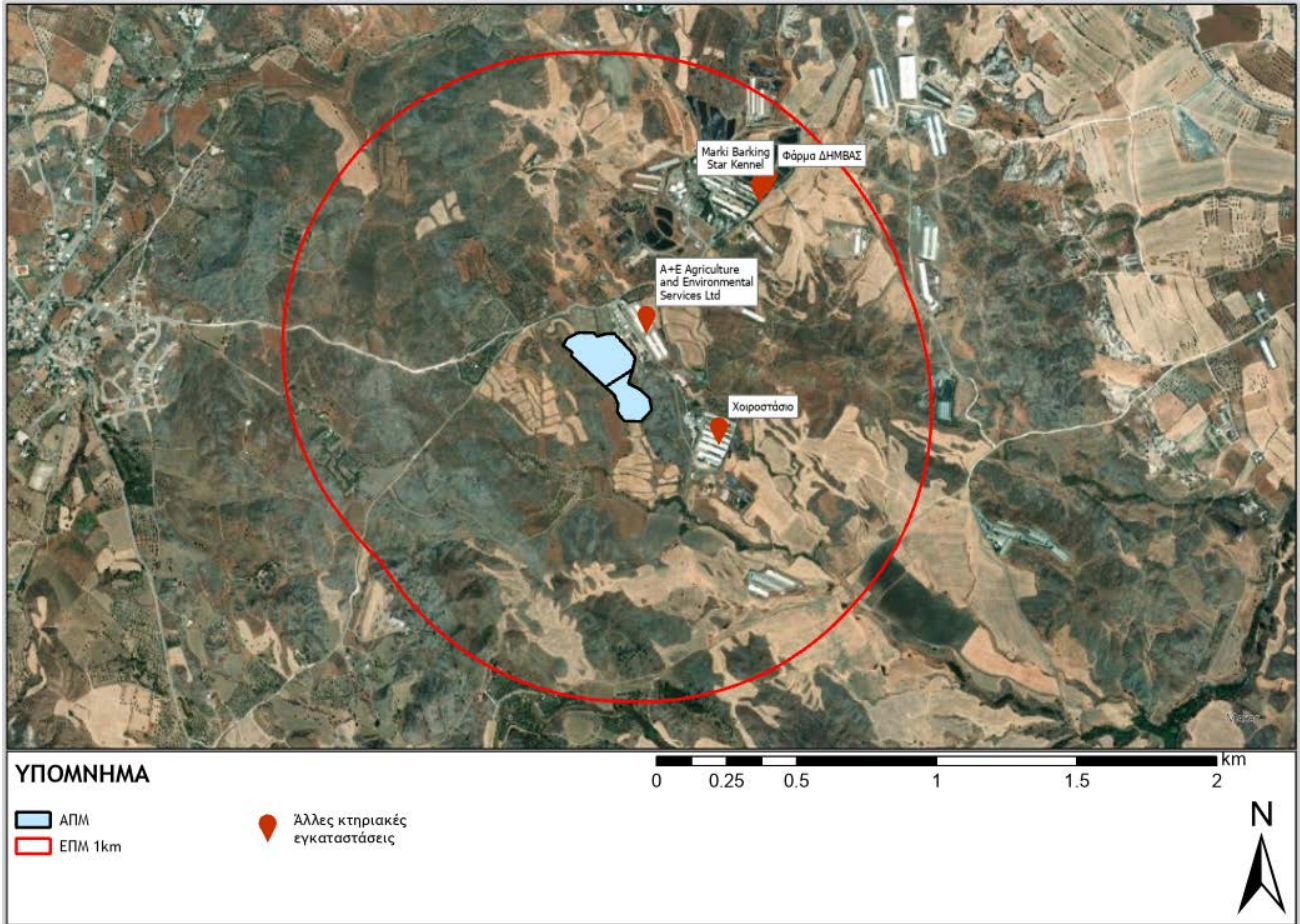 Marki Barking
Star Kennel
Φάρμα ΔΗΜΒΑΣ
A+E Agriculture
and Environmental
Services Ltd
Χοιροστάσιο
ΥΠΟΜΝΗΜΑ
ΑΠΜ
ΕΠΜ 1km
Άλλες κτηριακές
εγκαταστάσεις
km
0 0.25 0.5 1 1.5 2
N